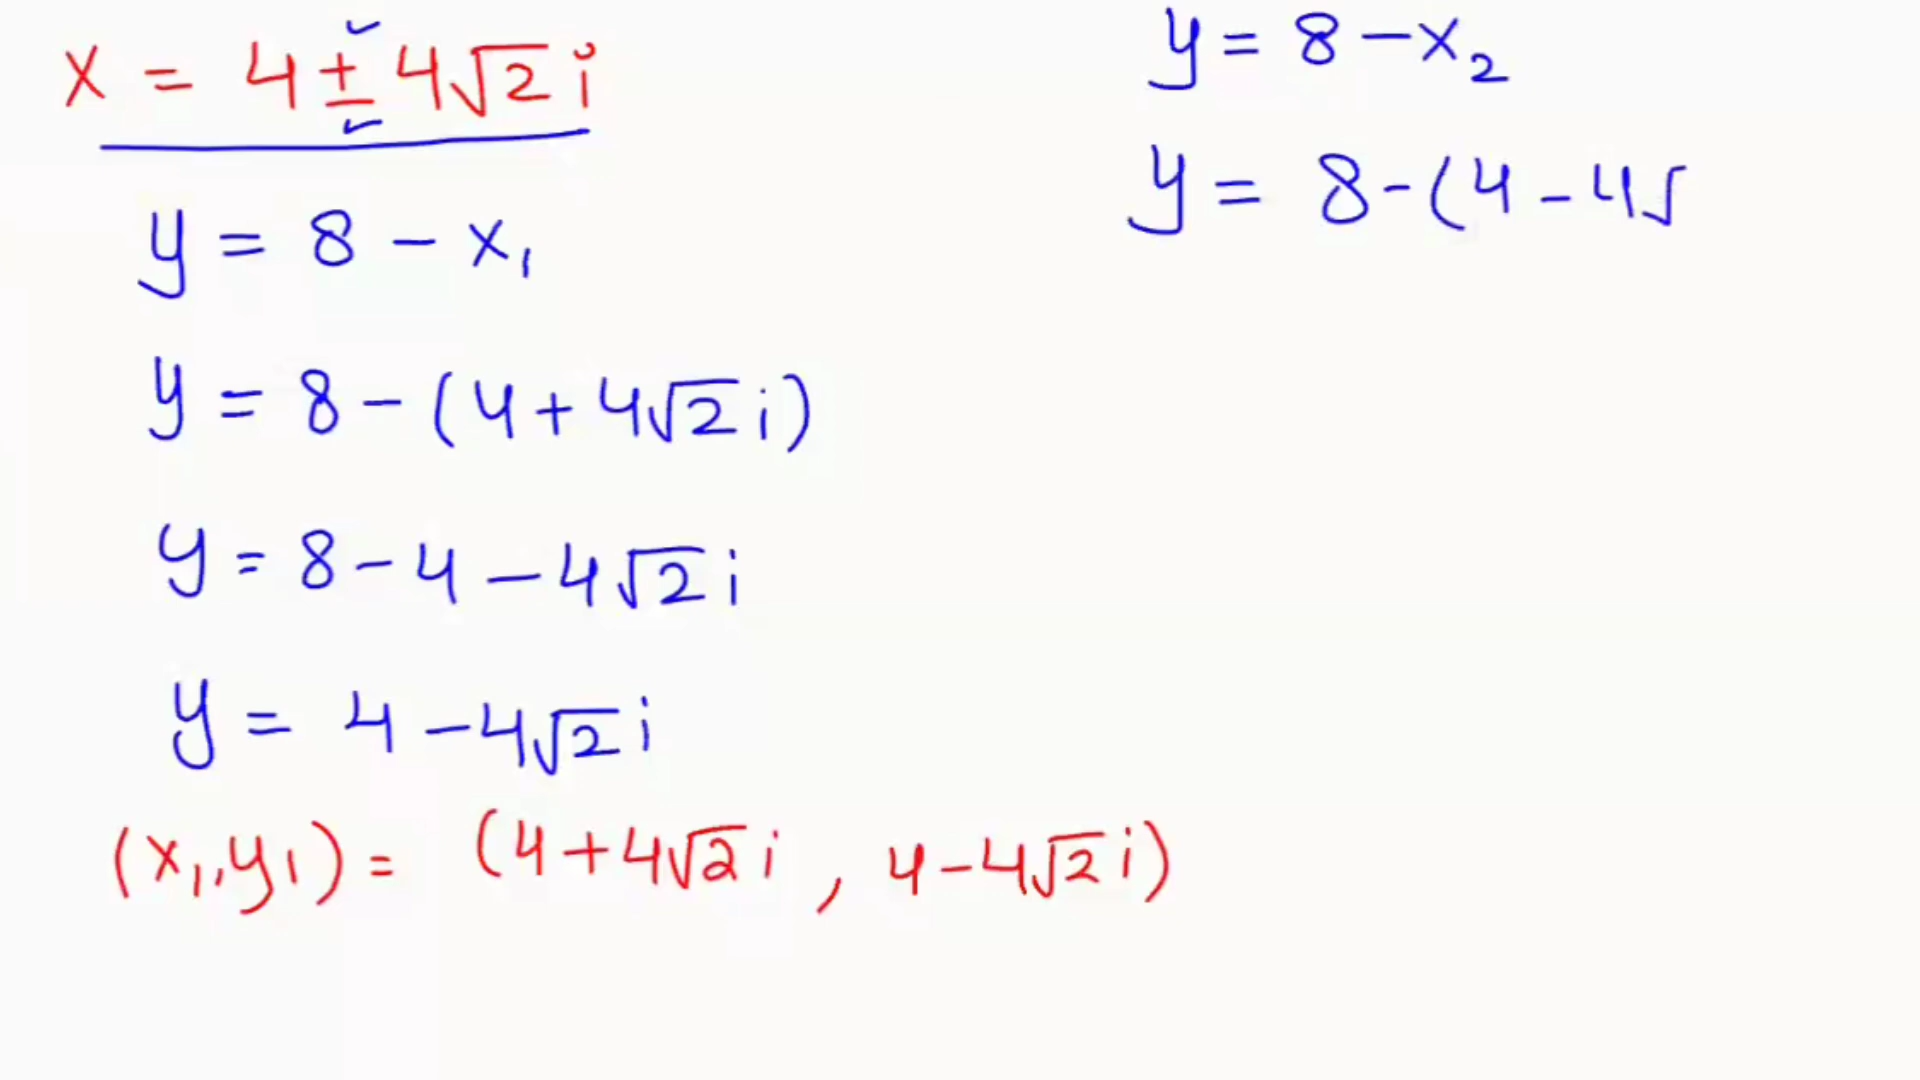 x = 4 ± 4√2 i
y = 8 - x₁
y = 8 - (4 + 4√2 i)
y = 8 - 4 - 4√2 i
y = 4 - 4√2 i
(x₁, y₁) = (4 + 4√2 i , 4 - 4√2 i)
y = 8 - x₂
y = 8 - (4 - 4√